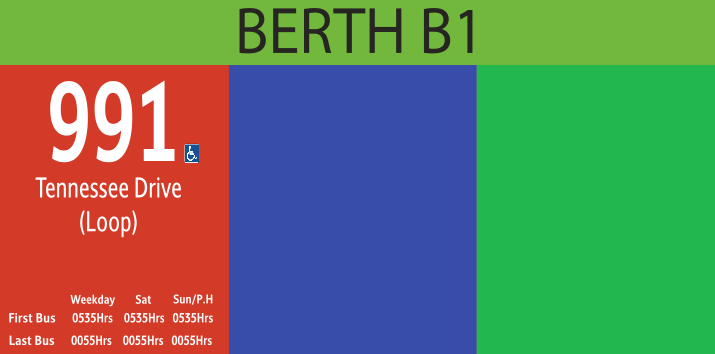 BERTH B1
991
Tennessee Drive
(Loop)
Weekday Sat Sun/P.H
First Bus 0535Hrs 0535Hrs 0535Hrs
Last Bus 0055Hrs 0055Hrs 0055Hrs